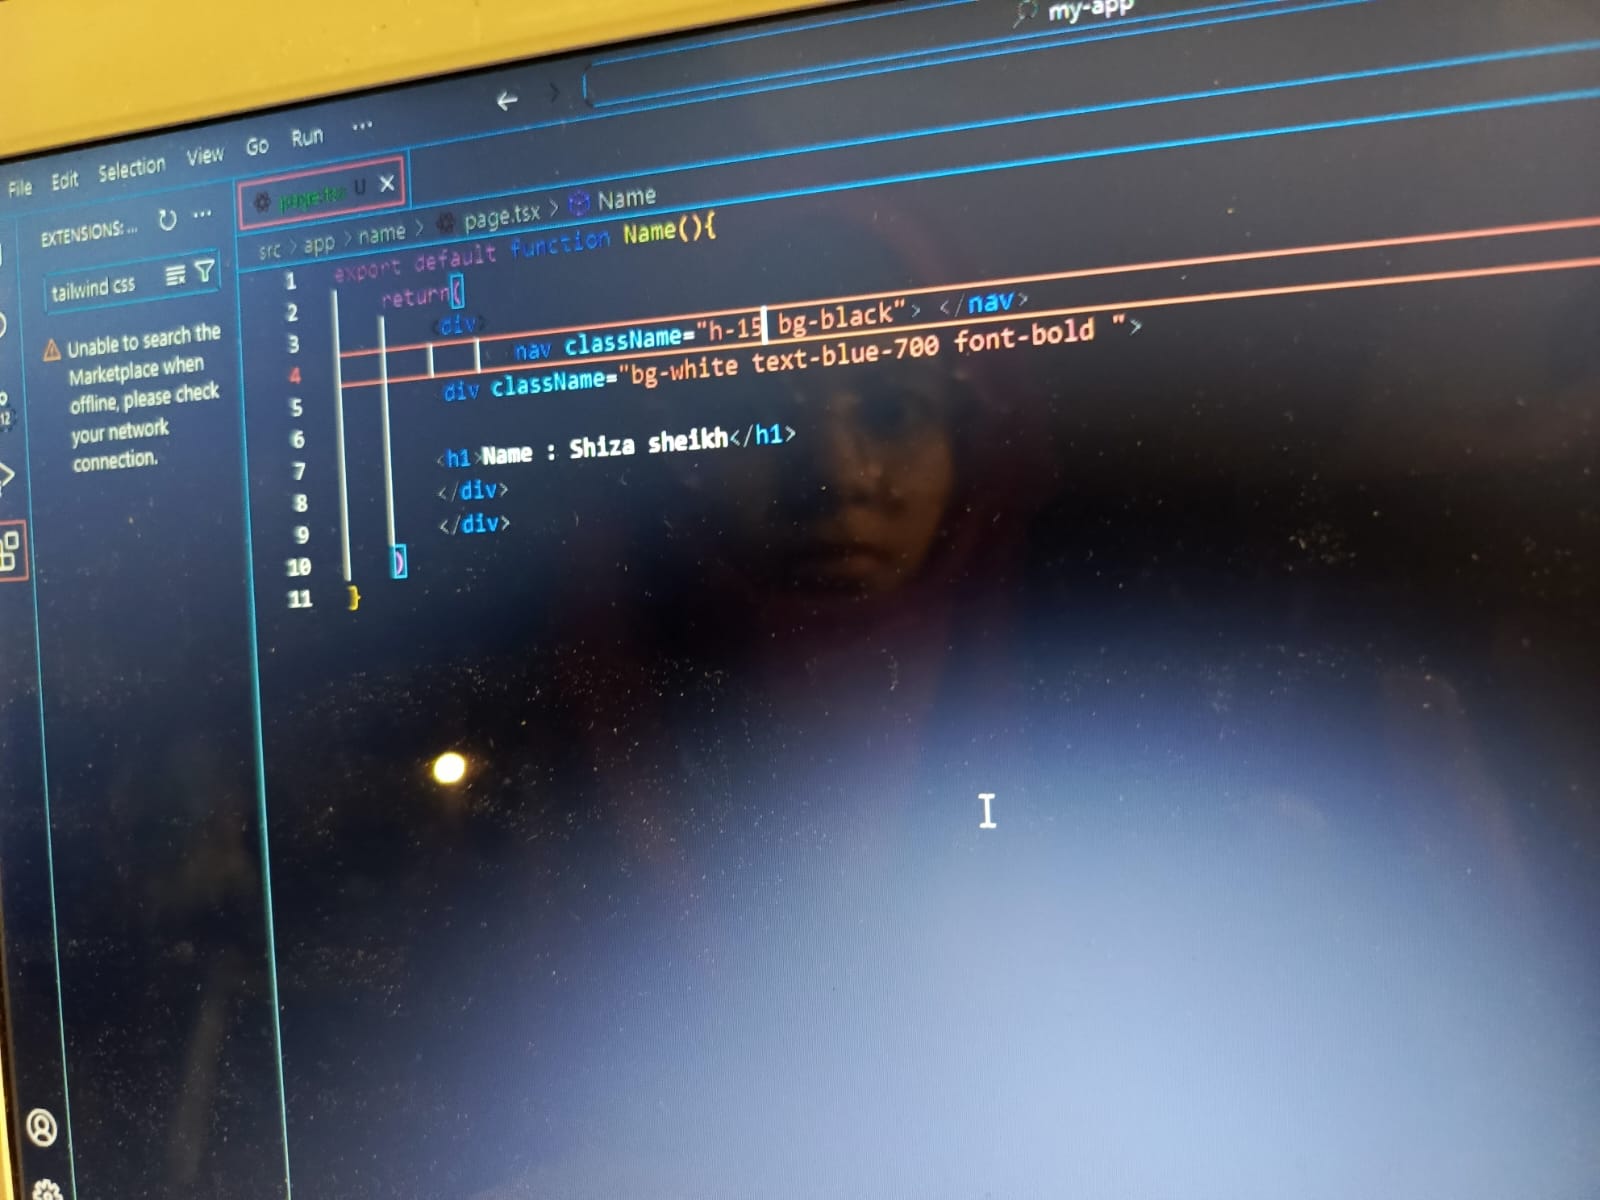 my-app
File Edit Selection View Go Run ...
EXTENSIONS: ...
U
tailwind css
src > app > name > page.tsx > Name
Unable to search the
Marketplace when
offline, please check
your network
connection.
12
1 export default function Name(){
2 return(
3 <div>
4 <nav className="h-15 bg-black"> </nav>
5 <div className="bg-white text-blue-700 font-bold ">
6
7 <h1>Name : Shiza sheikh</h1>
8 </div>
9 </div>
10 )
11 }